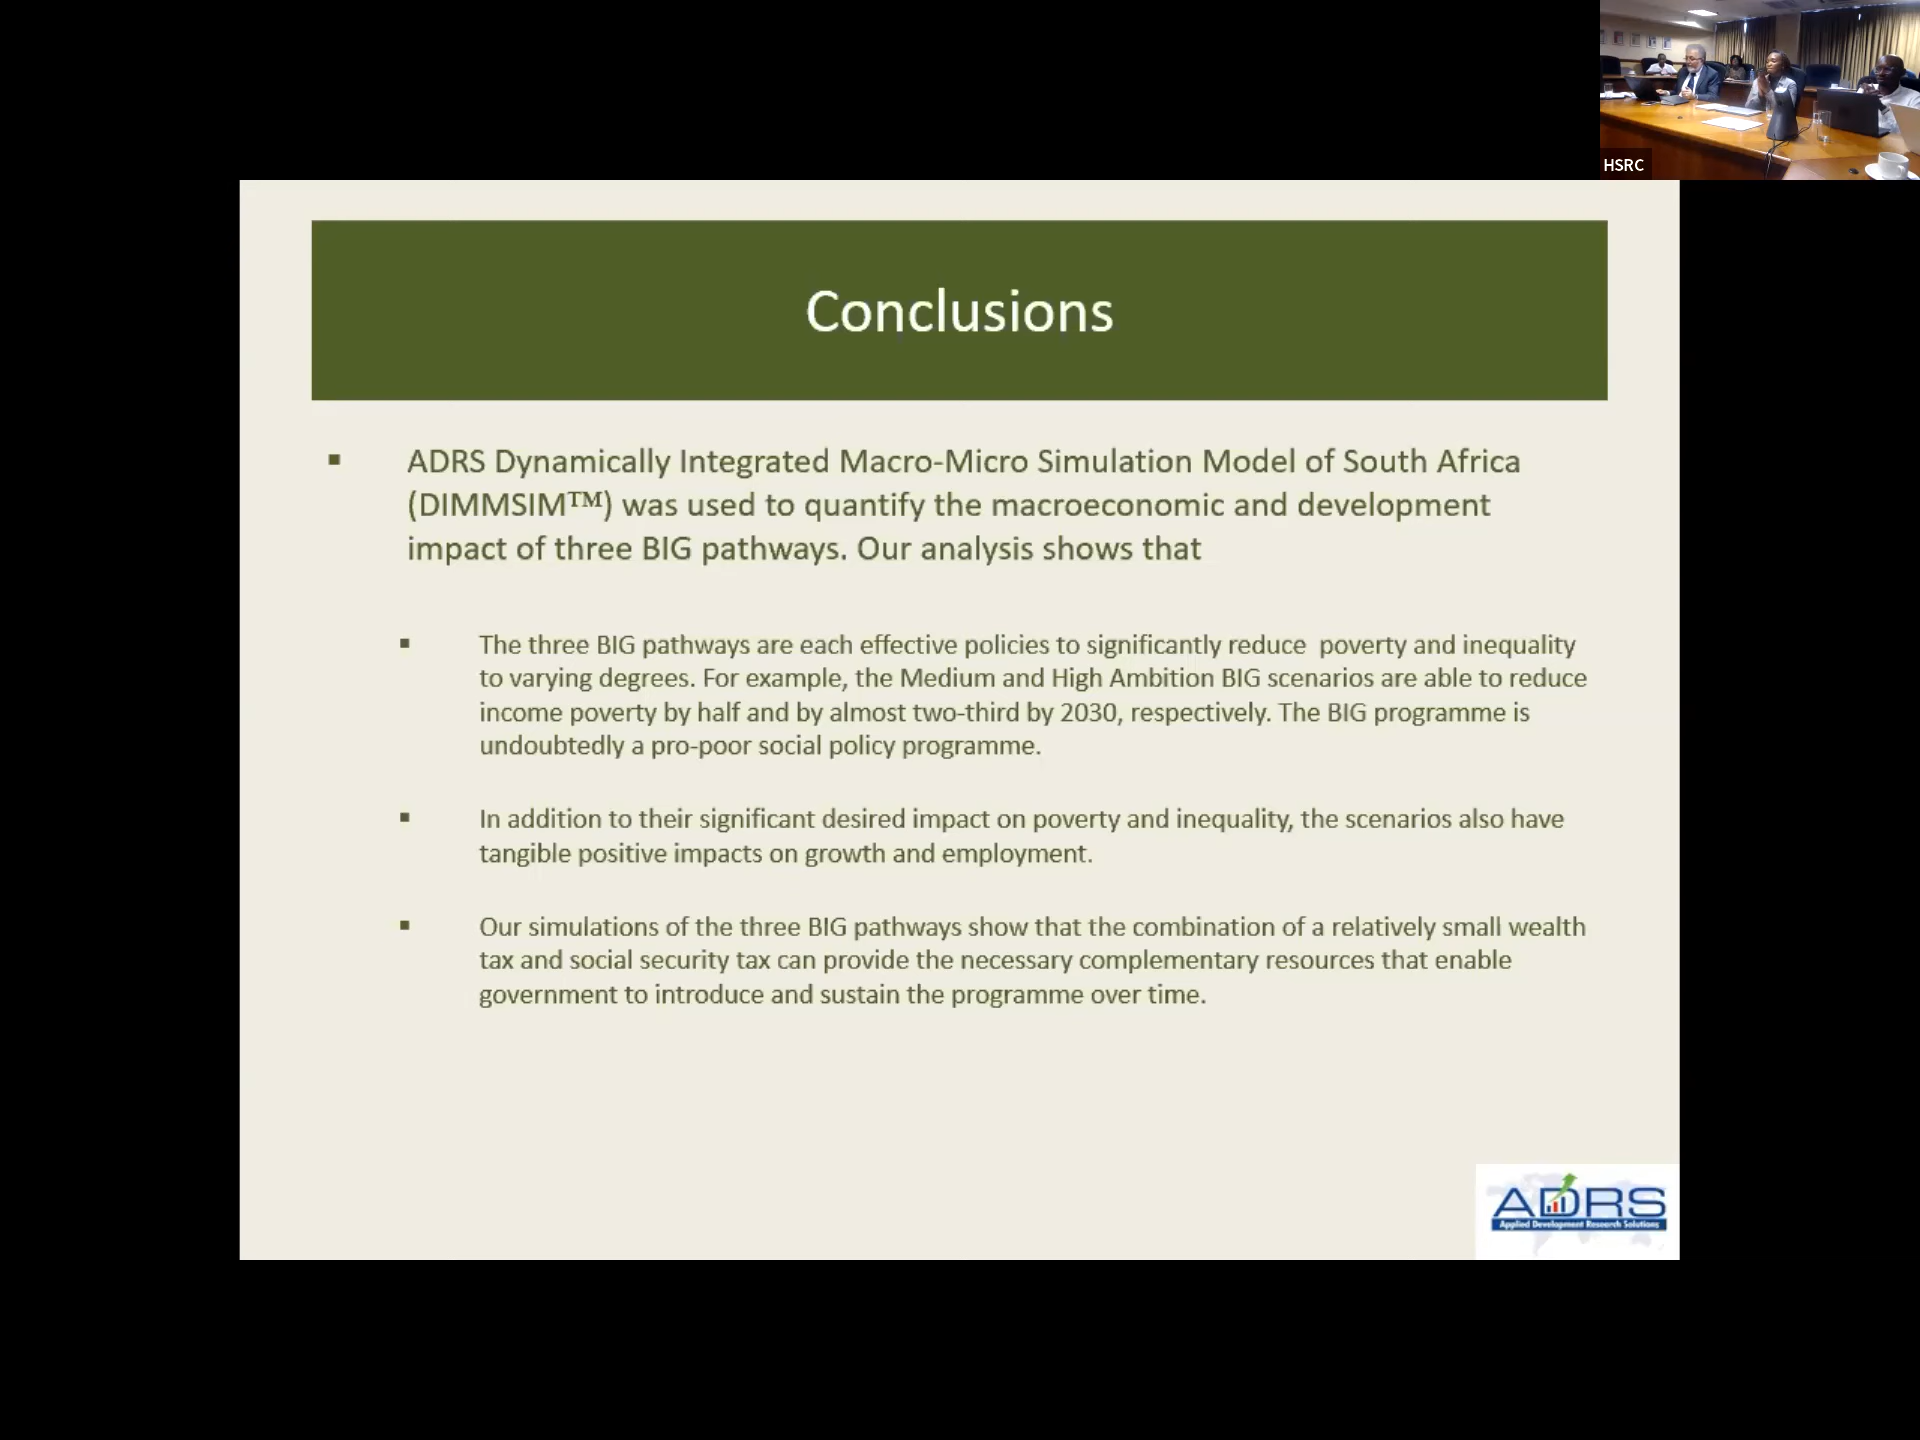 HSRC
Conclusions
▪ ADRS Dynamically Integrated Macro-Micro Simulation Model of South Africa
(DIMMSIM™) was used to quantify the macroeconomic and development
impact of three BIG pathways. Our analysis shows that
▪ The three BIG pathways are each effective policies to significantly reduce  poverty and inequality
to varying degrees. For example, the Medium and High Ambition BIG scenarios are able to reduce
income poverty by half and by almost two-third by 2030, respectively. The BIG programme is
undoubtedly a pro-poor social policy programme.
▪ In addition to their significant desired impact on poverty and inequality, the scenarios also have
tangible positive impacts on growth and employment.
▪ Our simulations of the three BIG pathways show that the combination of a relatively small wealth
tax and social security tax can provide the necessary complementary resources that enable
government to introduce and sustain the programme over time.
ADRS
Applied Development Research Solutions